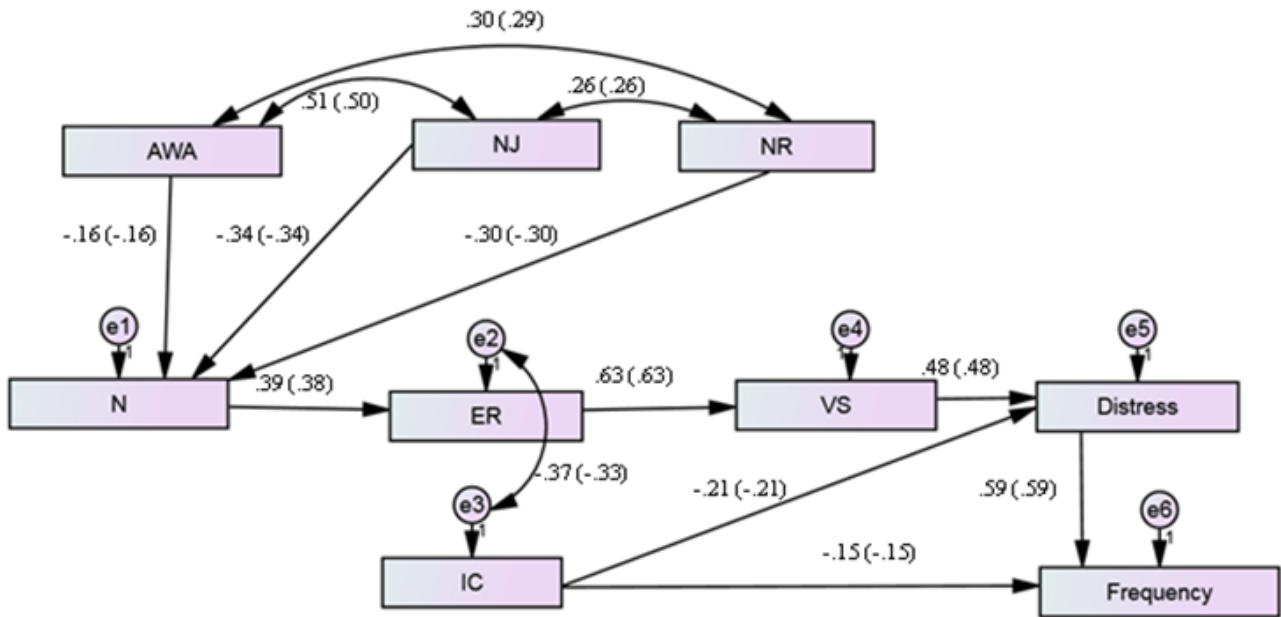 .30 (.29)
.51 (.50)
.26 (.26)
AWA
NJ
NR
-.16 (-.16)
-.34 (-.34)
-.30 (-.30)
e1
1
e2
1
e4
1
e5
1
.39 (.38)
.63 (.63)
.48 (.48)
N
ER
VS
Distress
-.37 (-.33)
-.21 (-.21)
.59 (.59)
e3
1
e6
1
-.15 (-.15)
IC
Frequency